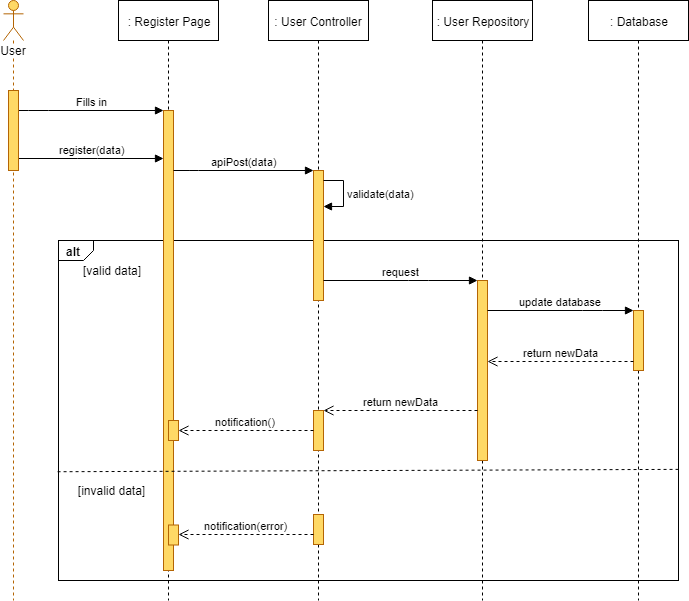 : Register Page
: User Controller
: User Repository
: Database
User
Fills in
register(data)
apiPost(data)
validate(data)
alt
[valid data]
request
update database
return newData
return newData
notification()
[invalid data]
notification(error)